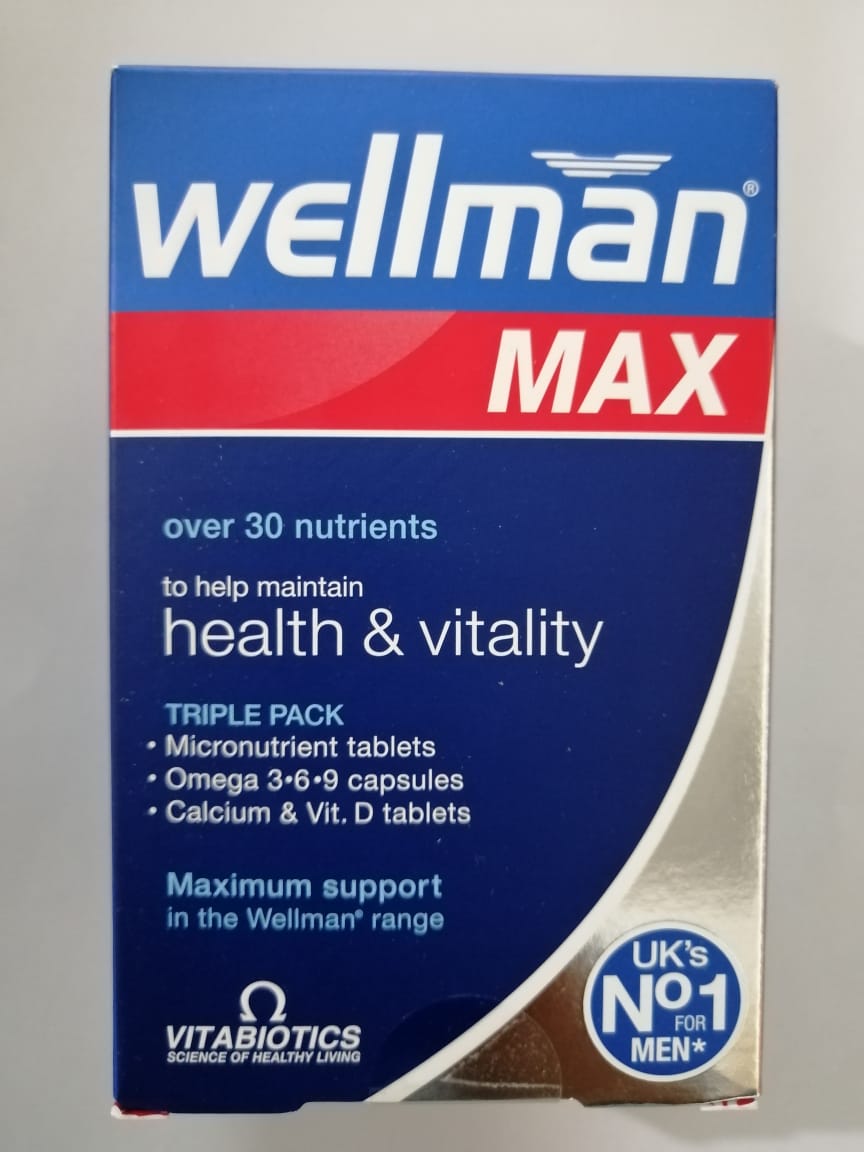 wellman®
MAX
over 30 nutrients
to help maintain
health & vitality
TRIPLE PACK
• Micronutrient tablets
• Omega 3•6•9 capsules
• Calcium & Vit. D tablets
Maximum support
in the Wellman® range
VITABIOTICS
SCIENCE OF HEALTHY LIVING
UK's
No1
FOR
MEN*